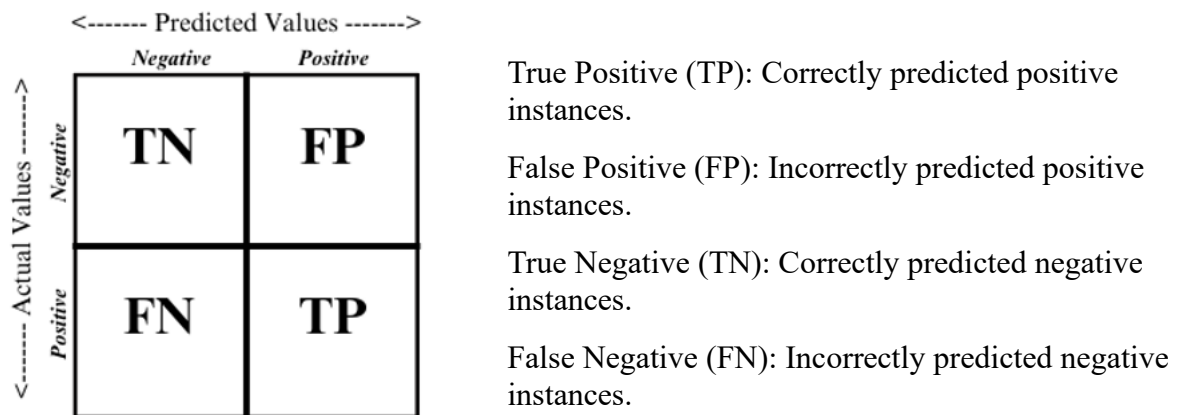 <------- Predicted Values ------->
Negative Positive
<------- Actual Values ------->
Negative
TN FP
Positive
FN TP
True Positive (TP): Correctly predicted positive
instances.
False Positive (FP): Incorrectly predicted positive
instances.
True Negative (TN): Correctly predicted negative
instances.
False Negative (FN): Incorrectly predicted negative
instances.